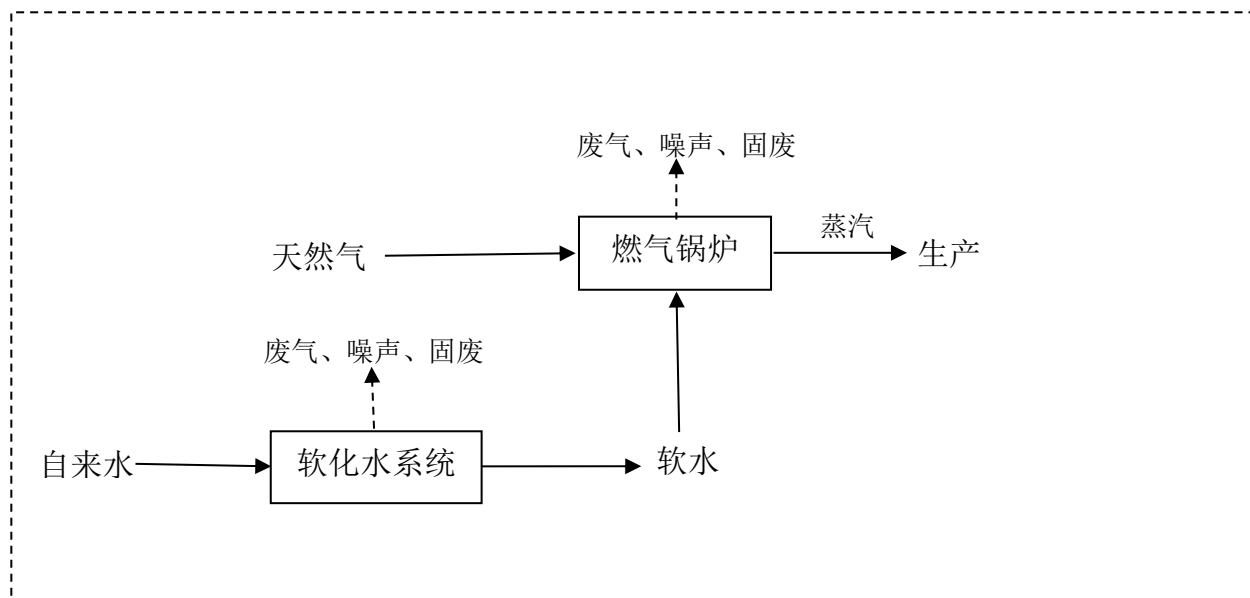 废气、噪声、固废
蒸汽
天然气
燃气锅炉
生产
废气、噪声、固废
自来水
软化水系统
软水